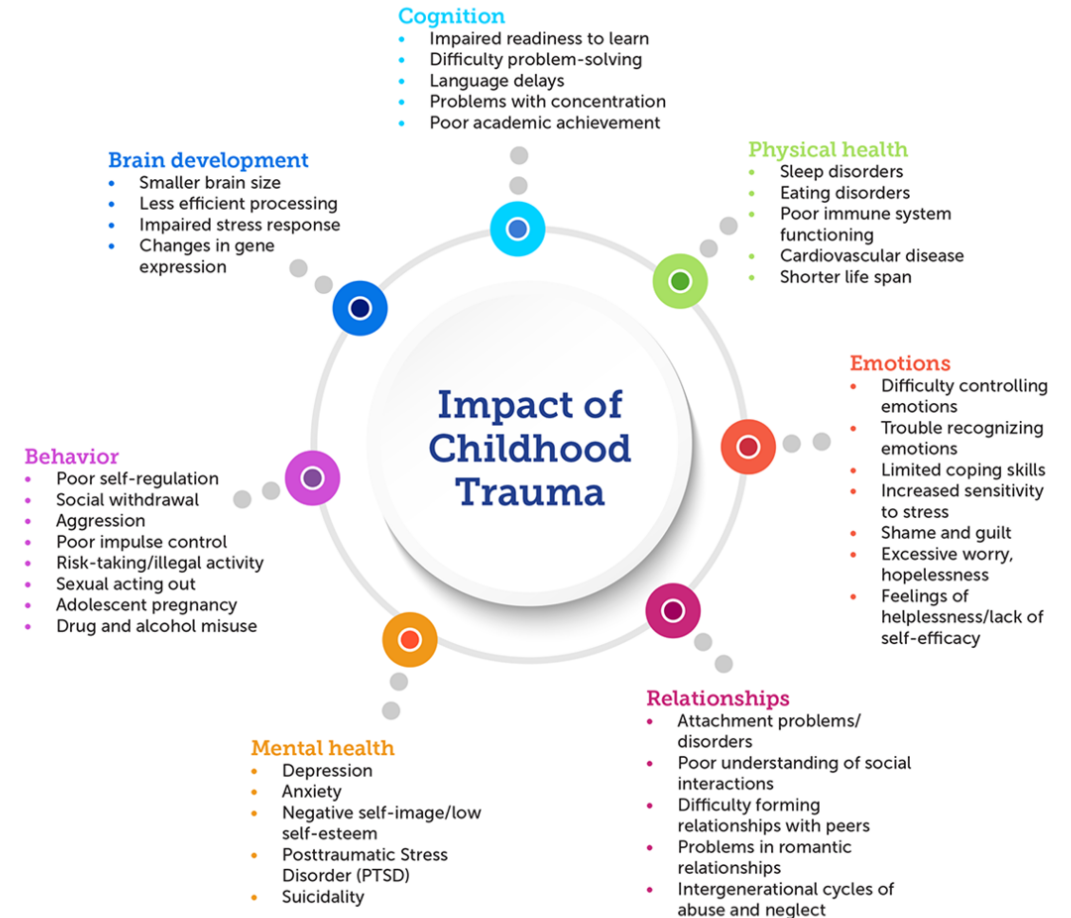 Cognition
• Impaired readiness to learn
• Difficulty problem-solving
• Language delays
• Problems with concentration
• Poor academic achievement
Physical health
• Sleep disorders
• Eating disorders
• Poor immune system
functioning
• Cardiovascular disease
• Shorter life span
Emotions
• Difficulty controlling
emotions
• Trouble recognizing
emotions
• Limited coping skills
• Increased sensitivity
to stress
• Shame and guilt
• Excessive worry,
hopelessness
• Feelings of
helplessness/lack of
self-efficacy
Relationships
• Attachment problems/
disorders
• Poor understanding of social
interactions
• Difficulty forming
relationships with peers
• Problems in romantic
relationships
• Intergenerational cycles of
abuse and neglect
Mental health
• Depression
• Anxiety
• Negative self-image/low
self-esteem
• Posttraumatic Stress
Disorder (PTSD)
• Suicidality
Behavior
• Poor self-regulation
• Social withdrawal
• Aggression
• Poor impulse control
• Risk-taking/illegal activity
• Sexual acting out
• Adolescent pregnancy
• Drug and alcohol misuse
Brain development
• Smaller brain size
• Less efficient processing
• Impaired stress response
• Changes in gene
expression
Impact of
Childhood
Trauma